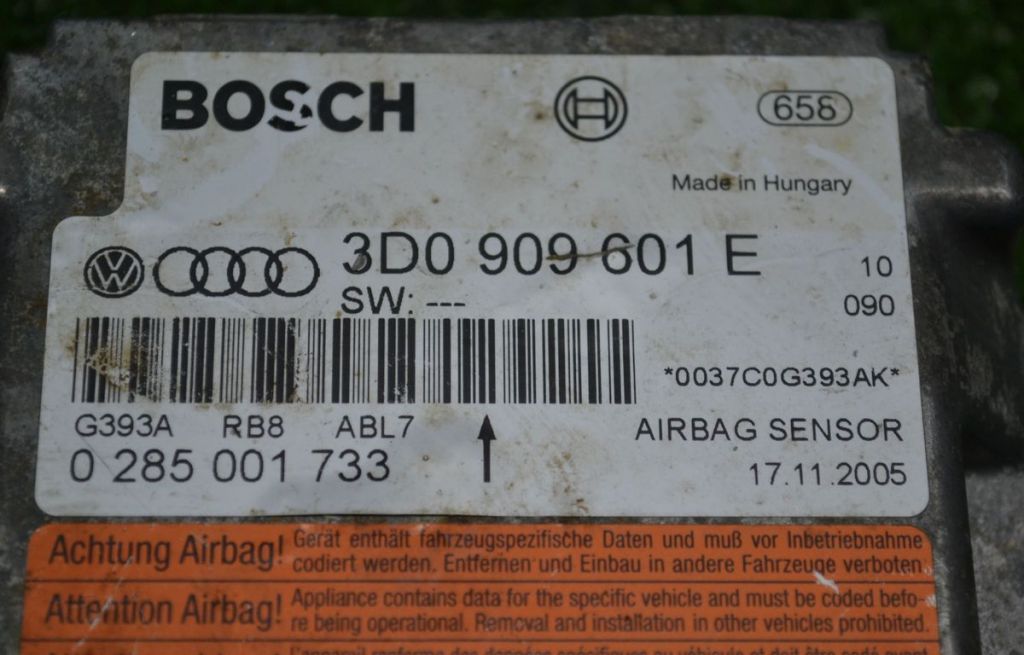 BOSCH
658
Made in Hungary
3D0 909 601 E
10
SW: ---
090
*0037C0G393AK*
G393A RB8 ABL7
AIRBAG SENSOR
0 285 001 733
17.11.2005
Achtung Airbag! Gerät enthält fahrzeugspezifische Daten und muß vor Inbetriebnahme
codiert werden. Entfernen und Einbau in andere Fahrzeuge verboten
Attention Airbag! Appliance contains data for the specific vehicle and must be coded befo-
re being operational. Removal and installation in other vehicles prohibited.